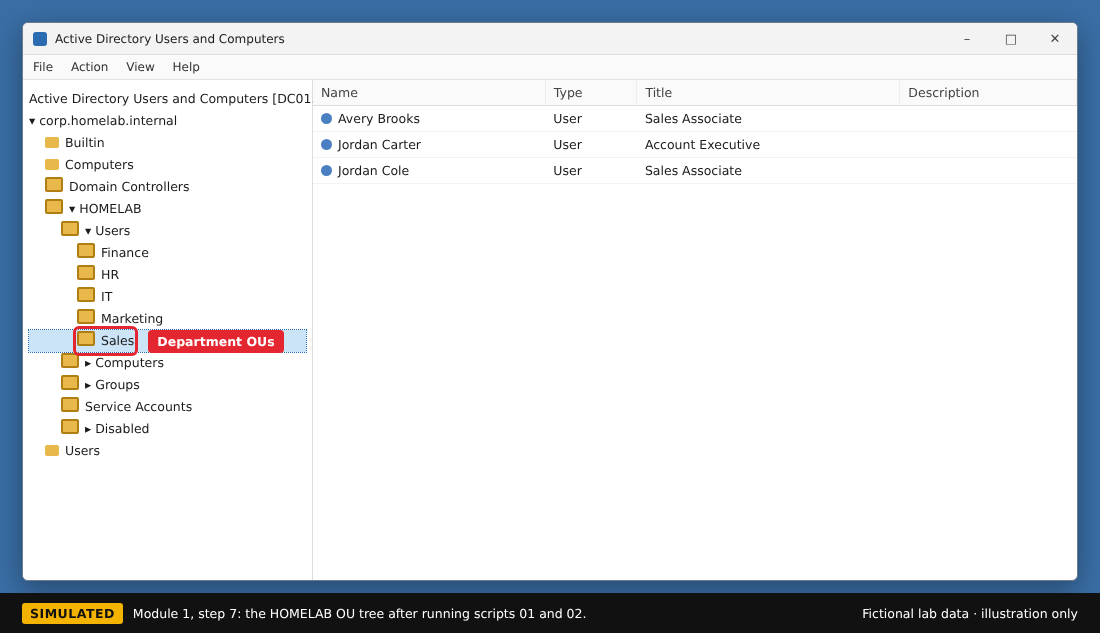 Active Directory Users and Computers
File Action View Help
Active Directory Users and Computers [DC01
▾ corp.homelab.internal
Builtin
Computers
Domain Controllers
▾ HOMELAB
▾ Users
Finance
HR
IT
Marketing
Sales Department OUs
▸ Computers
▸ Groups
Service Accounts
▸ Disabled
Users
Name Type Title Description
Avery Brooks User Sales Associate
Jordan Carter User Account Executive
Jordan Cole User Sales Associate
SIMULATED Module 1, step 7: the HOMELAB OU tree after running scripts 01 and 02. Fictional lab data · illustration only